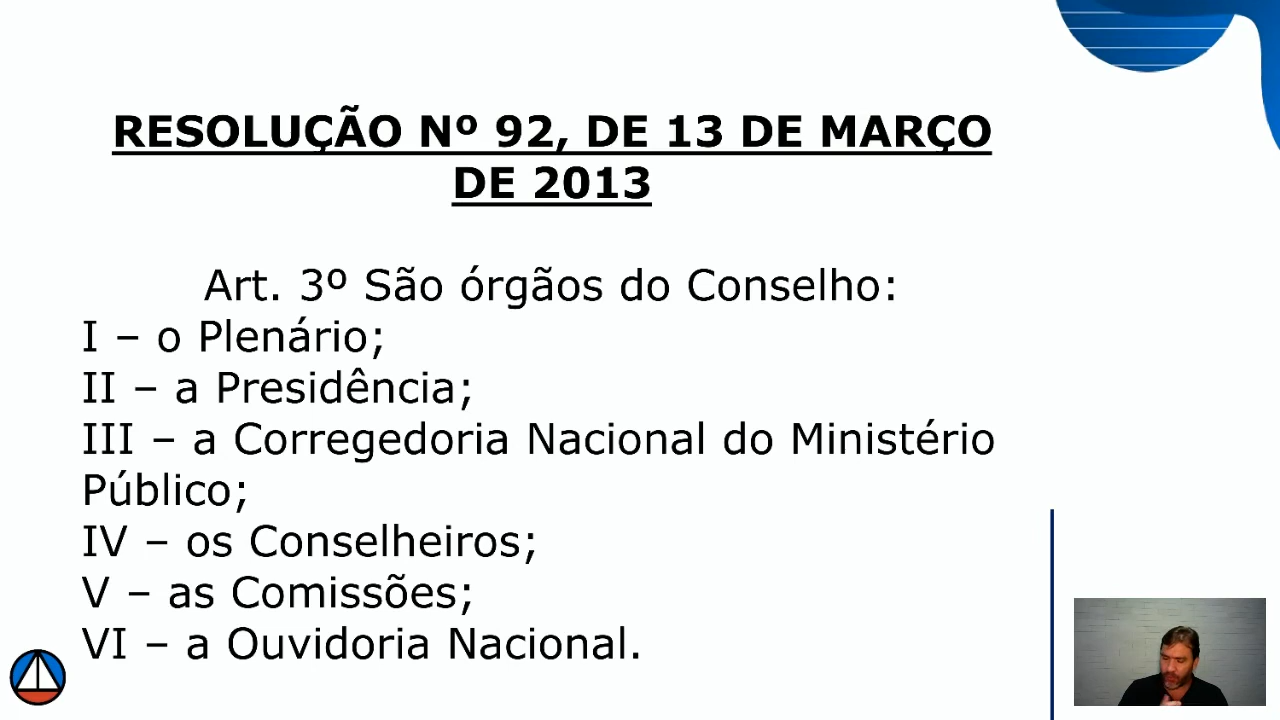 RESOLUÇÃO Nº 92, DE 13 DE MARÇO
DE 2013
Art. 3º São órgãos do Conselho:
I – o Plenário;
II – a Presidência;
III – a Corregedoria Nacional do Ministério
Público;
IV – os Conselheiros;
V – as Comissões;
VI – a Ouvidoria Nacional.